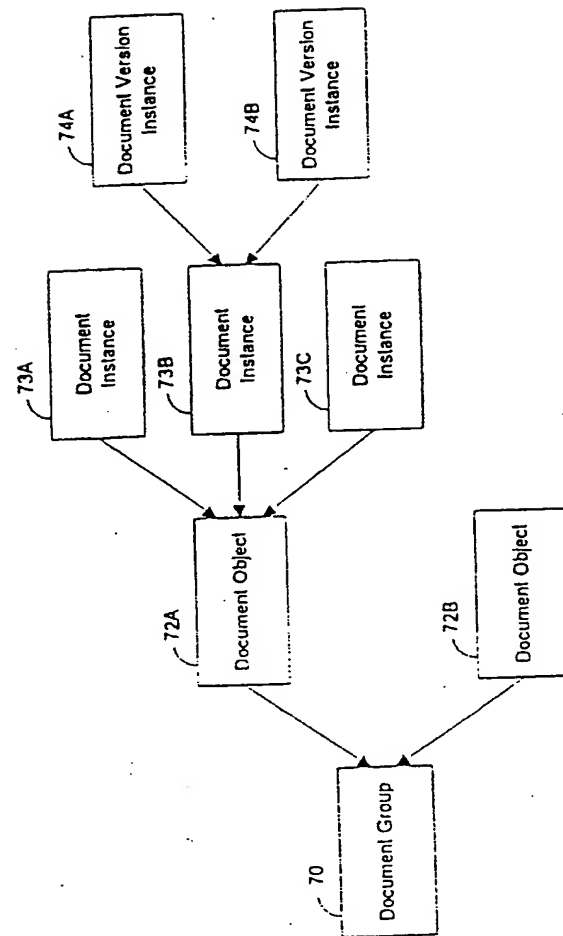 74A
Document Version
Instance
74B
Document Version
Instance
73A
Document
Instance
73B
Document
Instance
73C
Document
Instance
72A
Document Object
72B
Document Object
70
Document Group